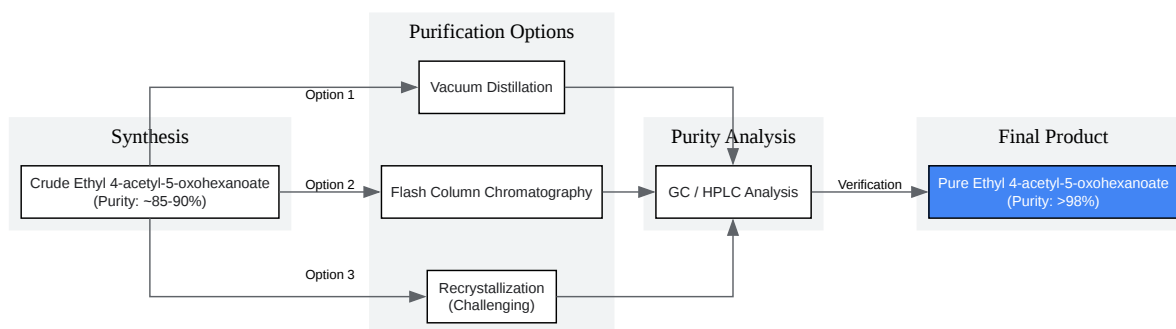 Purification Options
Vacuum Distillation
Option 1
Synthesis
Purity Analysis
Final Product
Crude Ethyl 4-acetyl-5-oxohexanoate
(Purity: ~85-90%)
Option 2
Flash Column Chromatography
GC / HPLC Analysis
Verification
Pure Ethyl 4-acetyl-5-oxohexanoate
(Purity: >98%)
Option 3
Recrystallization
(Challenging)